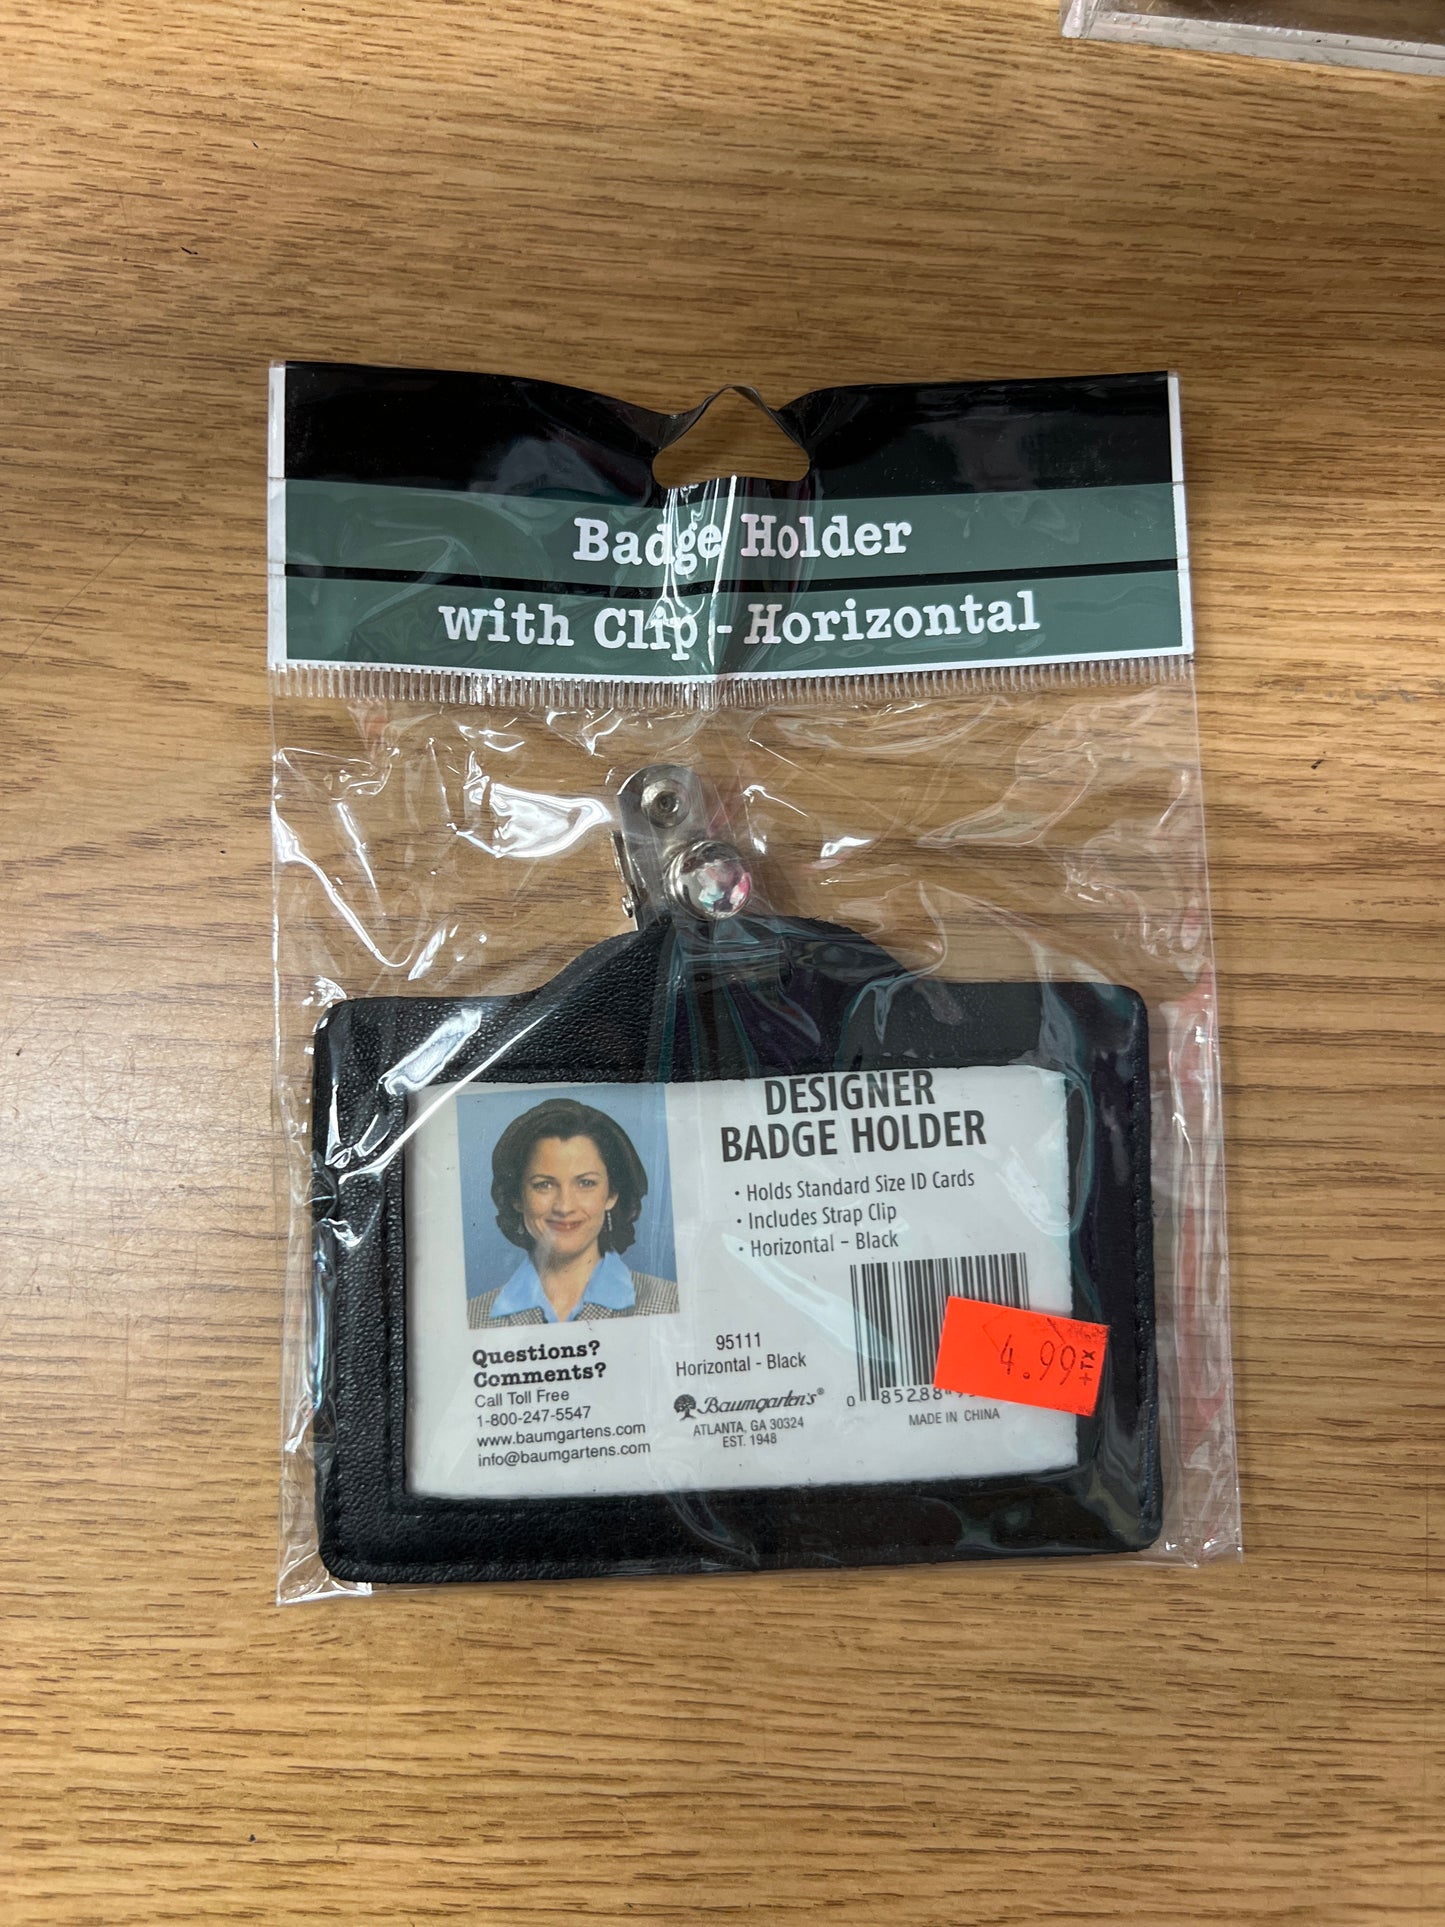 Badge Holder
with Clip - Horizontal
DESIGNER
BADGE HOLDER
• Holds Standard Size ID Cards
• Includes Strap Clip
• Horizontal – Black
Questions?
Comments?
Call Toll Free
1-800-247-5547
www.baumgartens.com
info@baumgartens.com
95111
Horizontal - Black
Baumgarten's®
ATLANTA, GA 30324
EST. 1948
4.99 +TX
0 85288
MADE IN CHINA